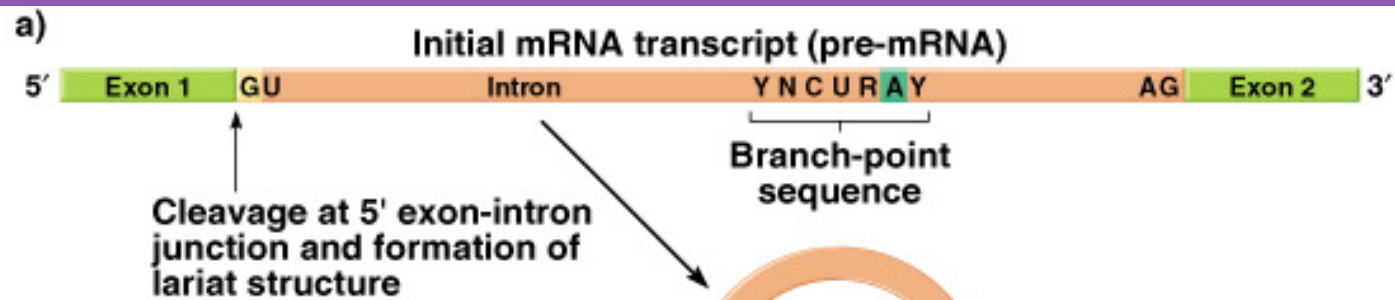 a)
Initial mRNA transcript (pre-mRNA)
5′ Exon 1 GU Intron Y N C U R A Y AG Exon 2 3′
Branch-point
sequence
Cleavage at 5' exon-intron
junction and formation of
lariat structure